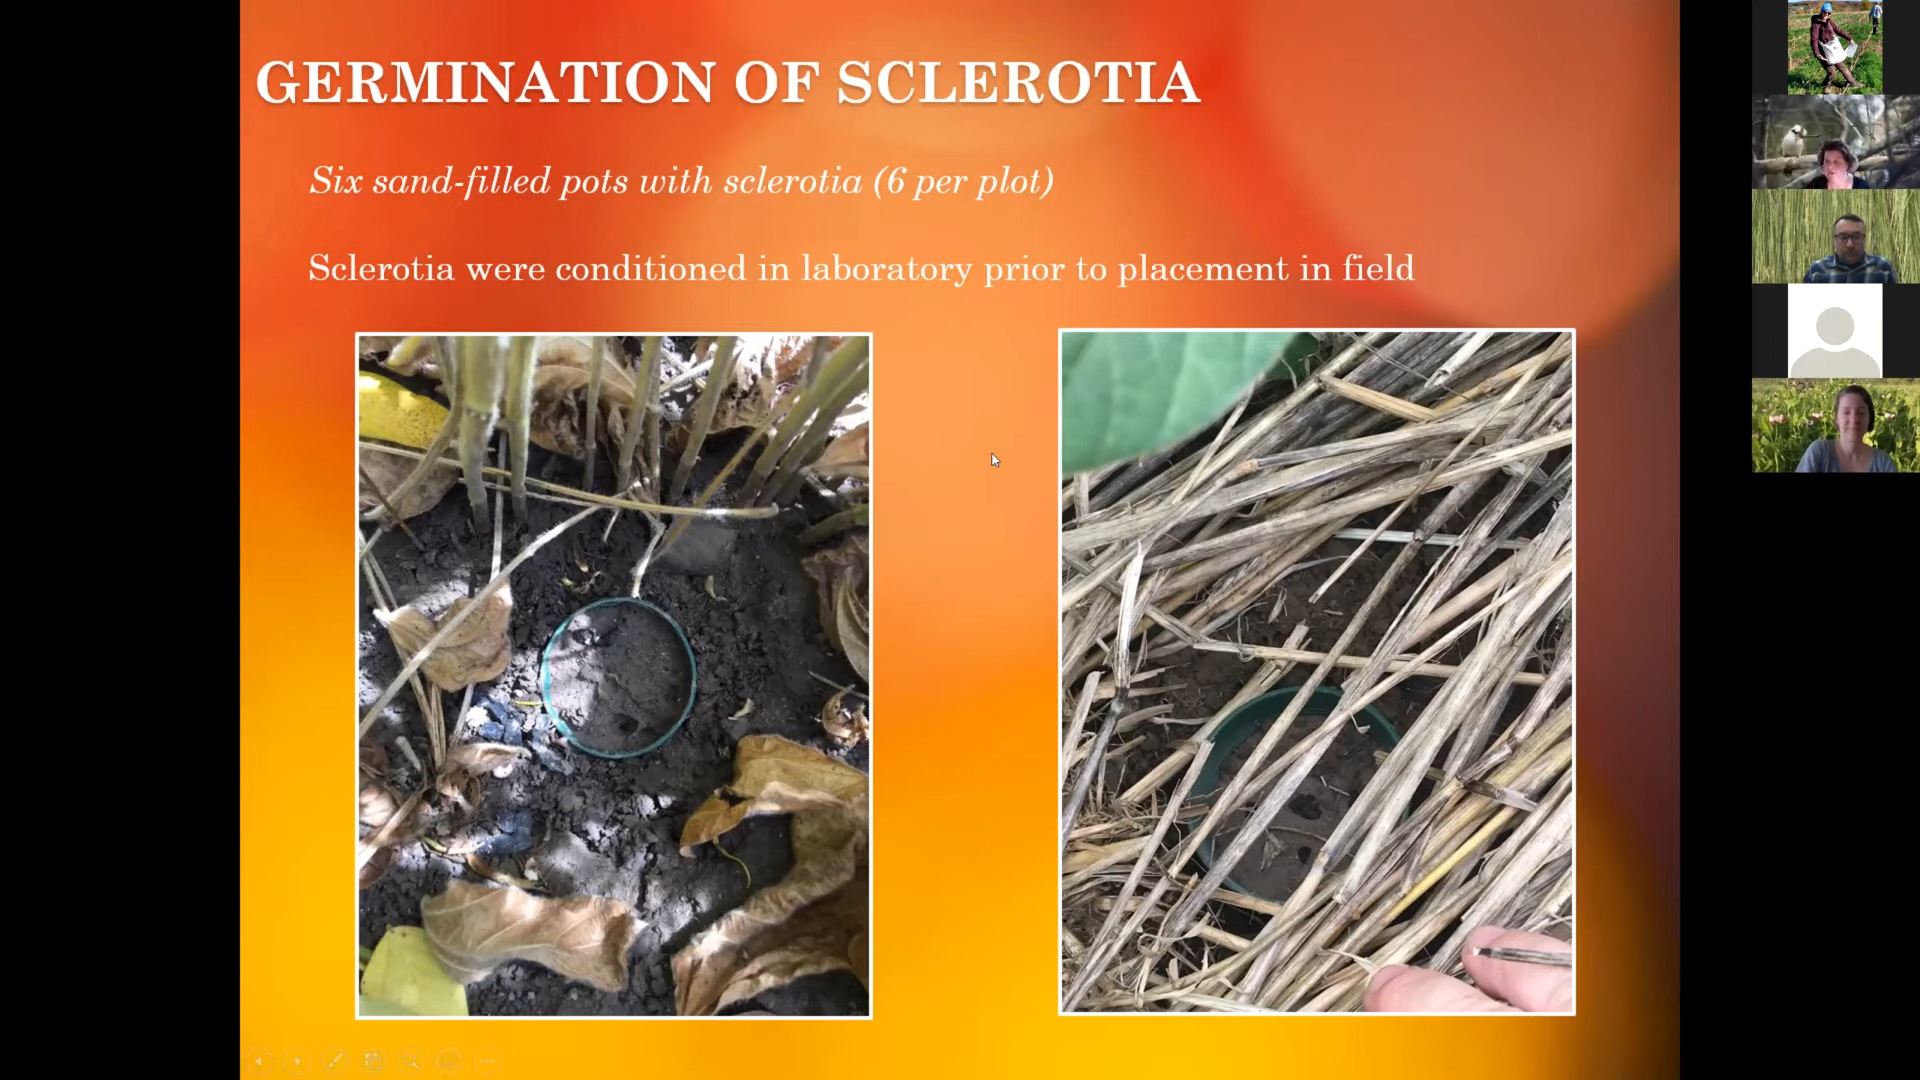 GERMINATION OF SCLEROTIA
Six sand-filled pots with sclerotia (6 per plot)
Sclerotia were conditioned in laboratory prior to placement in field